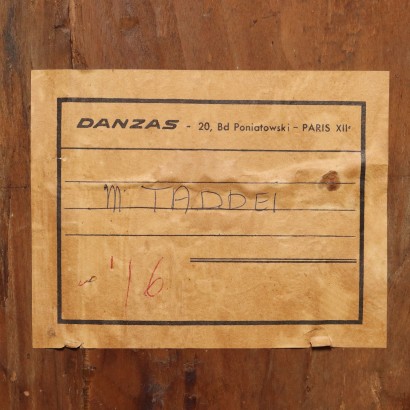 DANZAS - 20, Bd Poniatowski - PARIS XIIᵉ
M TADDEI
16